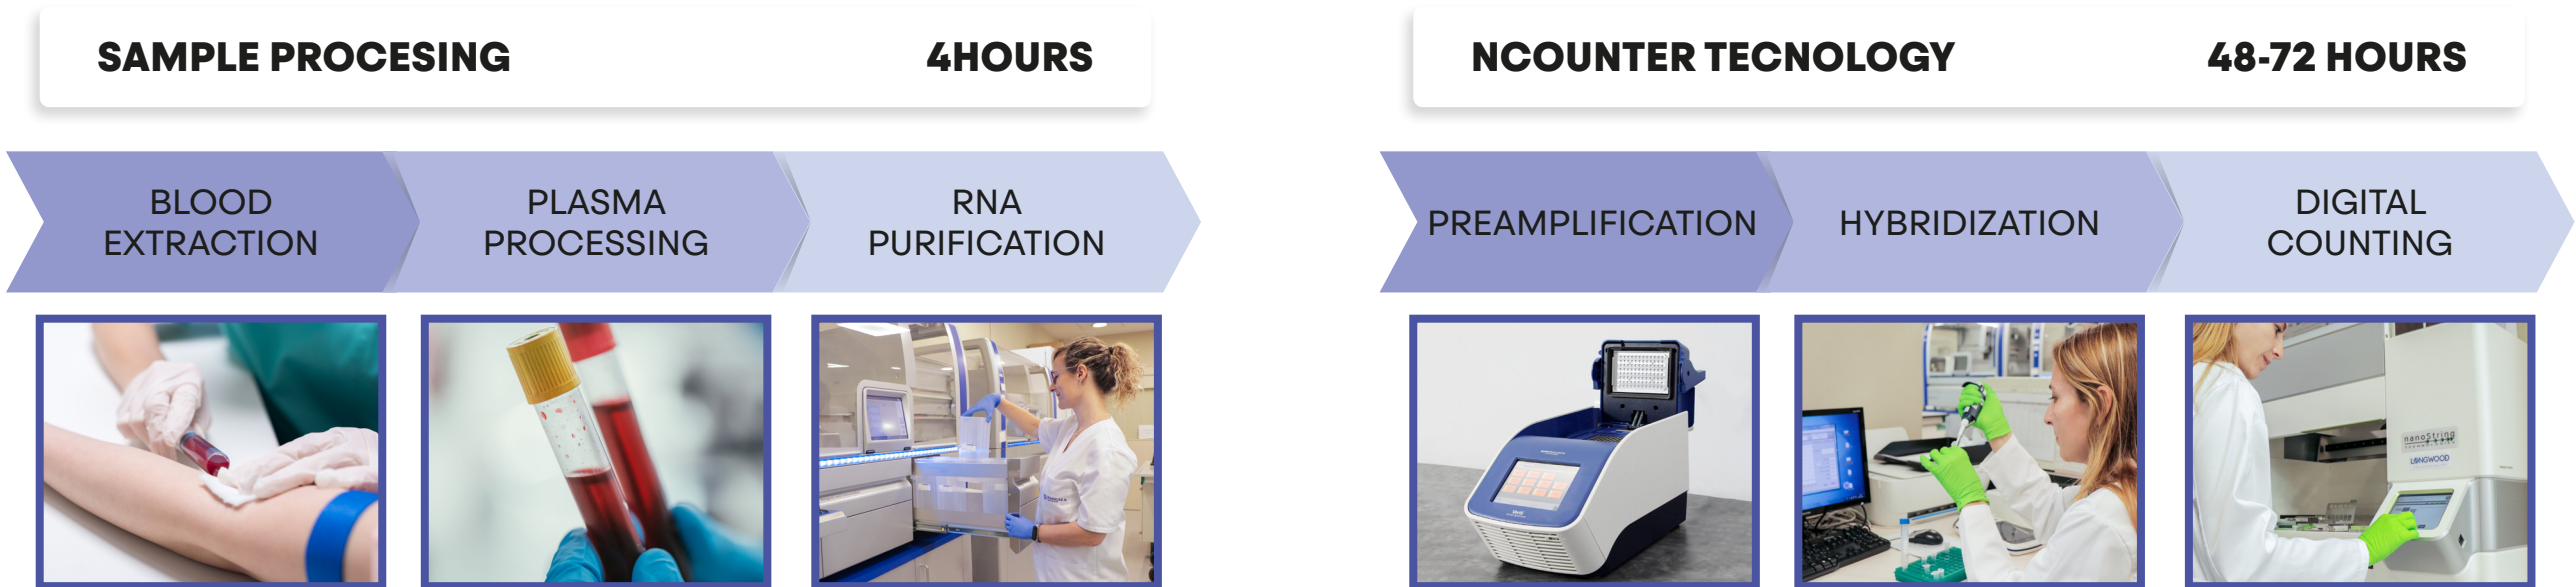 SAMPLE PROCESING
4HOURS
BLOOD
EXTRACTION
PLASMA
PROCESSING
RNA
PURIFICATION
NCOUNTER TECNOLOGY
48-72 HOURS
PREAMPLIFICATION
HYBRIDIZATION
DIGITAL
COUNTING
nanoString
LONGWOOD